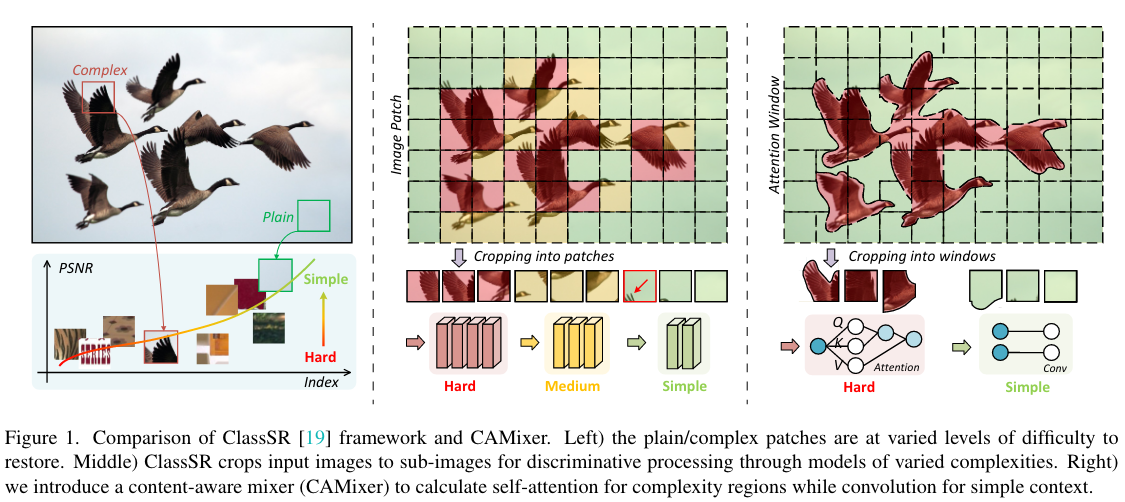 Complex
Plain
PSNR
Simple
Hard
Index
Image Patch
Cropping into patches
Hard
Medium
Simple
Attention Window
Cropping into windows
Q
K
V
Attention
Conv
Hard
Simple
Figure 1. Comparison of ClassSR [19] framework and CAMixer. Left) the plain/complex patches are at varied levels of difficulty to
restore. Middle) ClassSR crops input images to sub-images for discriminative processing through models of varied complexities. Right)
we introduce a content-aware mixer (CAMixer) to calculate self-attention for complexity regions while convolution for simple context.